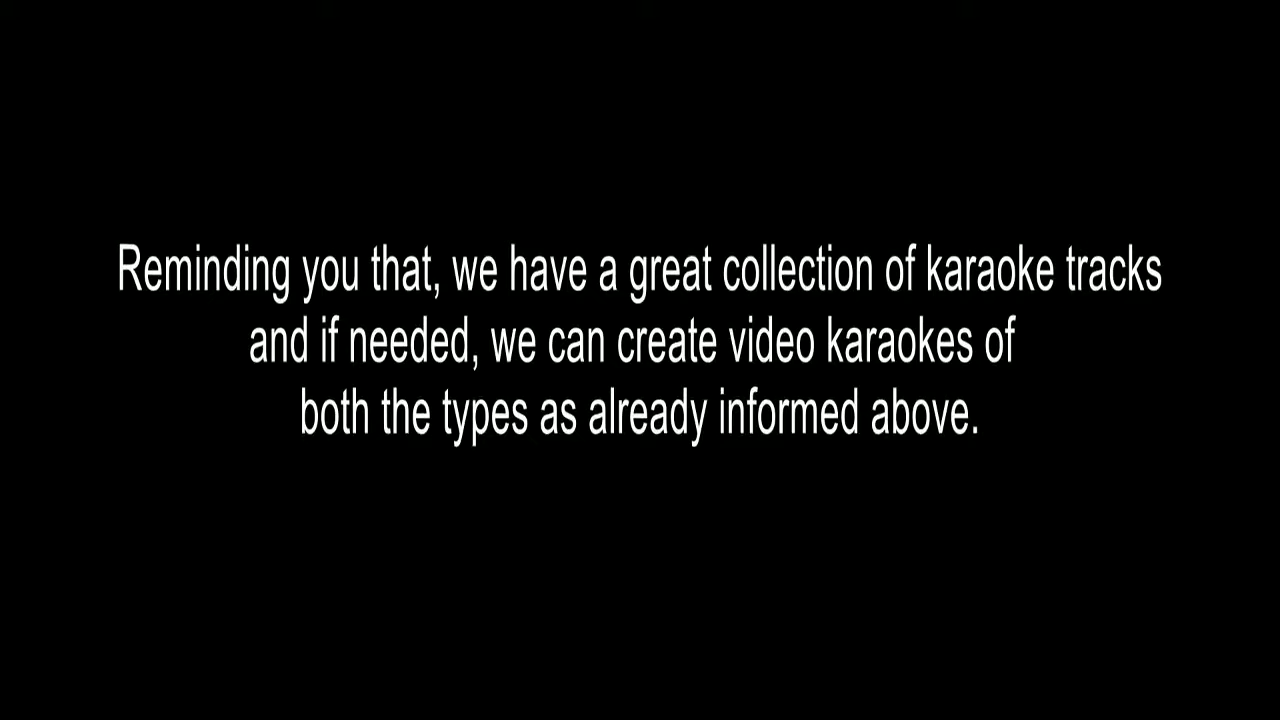 Reminding you that, we have a great collection of karaoke tracks
and if needed, we can create video karaokes of
both the types as already informed above.